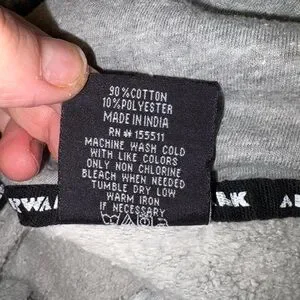 90%COTTON
10%POLYESTER
MADE IN INDIA
RN# 155511
MACHINE WASH COLD
WITH LIKE COLORS
ONLY NON CHLORINE
BLEACH WHEN NEEDED
TUMBLE DRY LOW
WARM IRON
IF NECESSARY